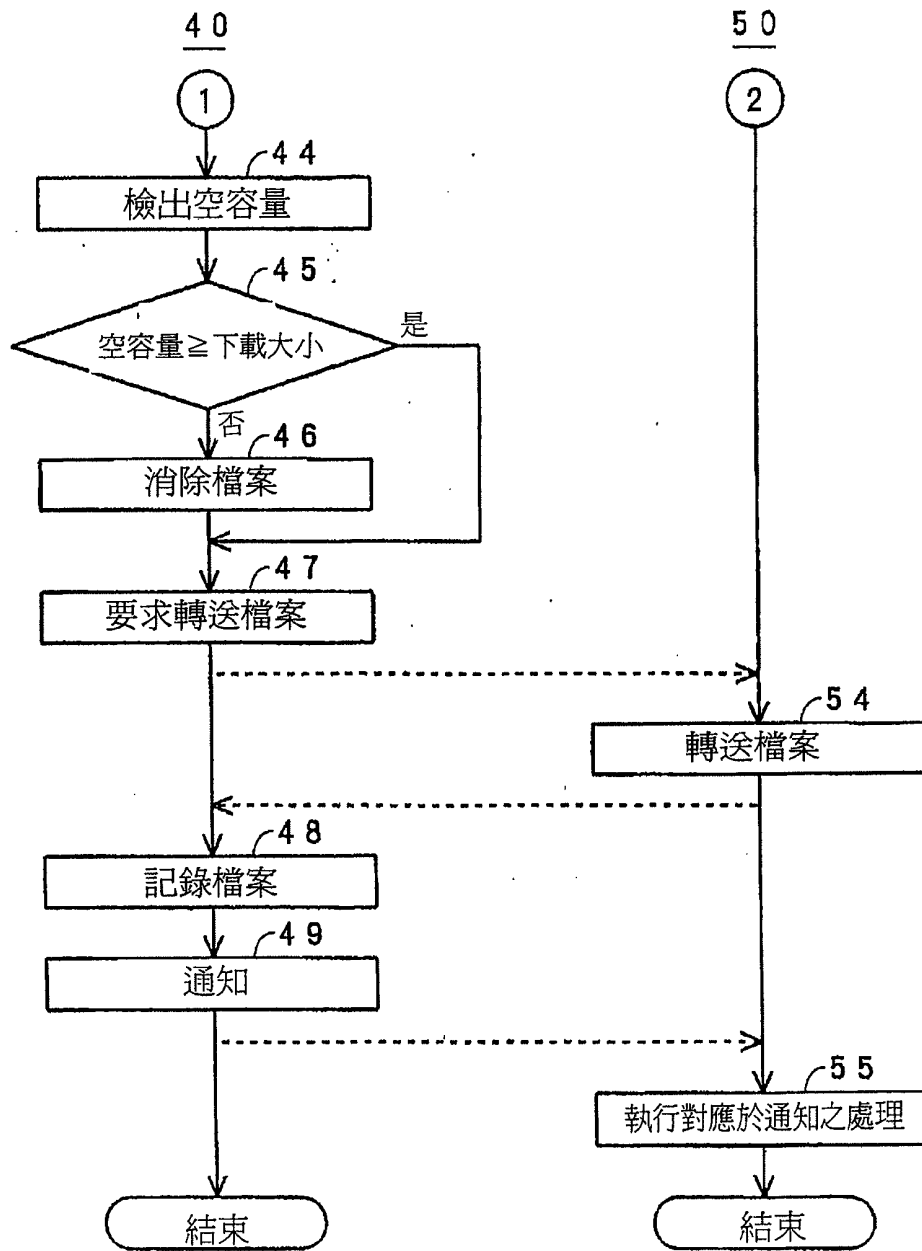 40
50
1
2
44
檢出空容量
45
空容量≧下載大小
是
否
46
消除檔案
47
要求轉送檔案
54
轉送檔案
48
記錄檔案
49
通知
55
執行對應於通知之處理
結束
結束